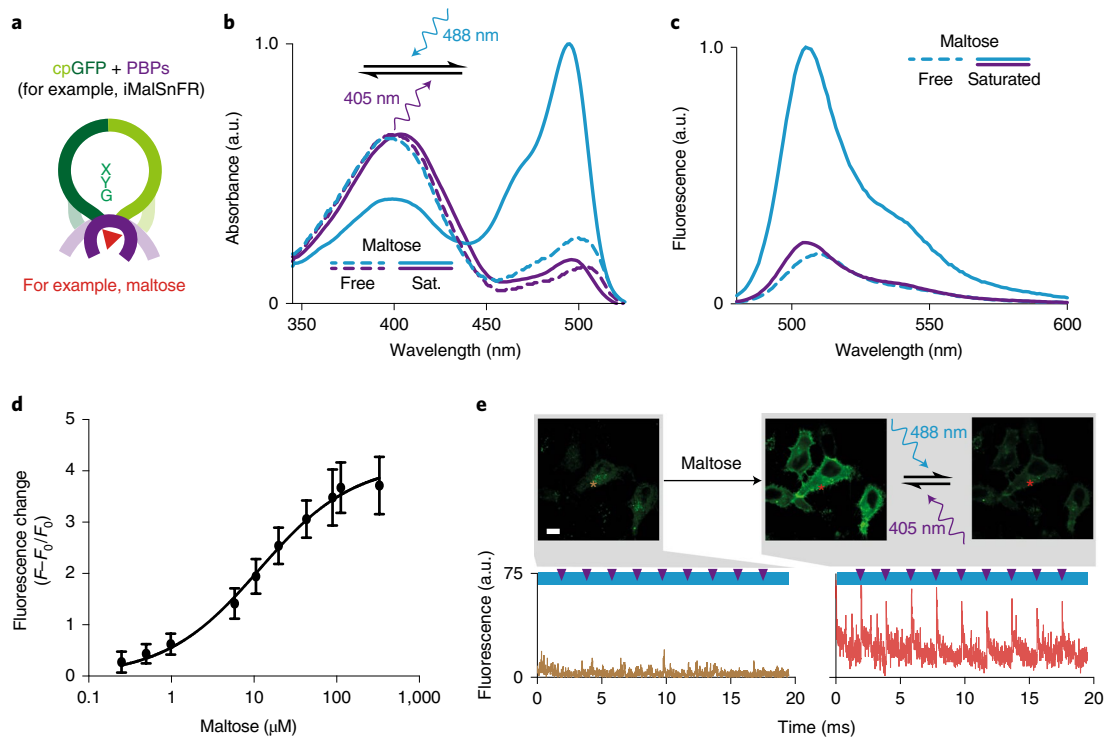 a
cpGFP + PBPs
(for example, iMalSnFR)
X
Y
G
For example, maltose
b
488 nm
405 nm
1.0
0
Absorbance (a.u.)
Maltose
Free Sat.
350 400 450 500
Wavelength (nm)
c
1.0
0
Fluorescence (a.u.)
Maltose
Free Saturated
500 550 600
Wavelength (nm)
d
5
4
3
2
1
0
Fluorescence change
(F–F0/F0)
0.1 1 10 100 1,000
Maltose (μM)
e
Maltose
488 nm
405 nm
*
*
*
75
0
Fluorescence (a.u.)
0 5 10 15 20
0 5 10 15 20
Time (ms)